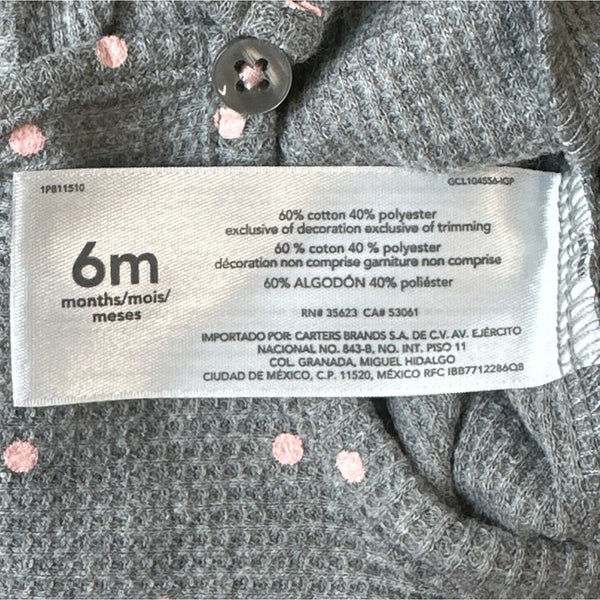 1P811510
GCL104556-IGP
6m
months/mois/
meses
60% cotton 40% polyester
exclusive of decoration exclusive of trimming
60 % coton 40 % polyester
décoration non comprise garniture non comprise
60% ALGODÓN 40% poliéster
RN# 35623 CA# 53061
IMPORTADO POR: CARTERS BRANDS S.A. DE C.V. AV. EJÉRCITO
NACIONAL NO. 843-B, NO. INT. PISO 11
COL. GRANADA, MIGUEL HIDALGO
CIUDAD DE MÉXICO, C.P. 11520, MÉXICO RFC IBB7712286Q8